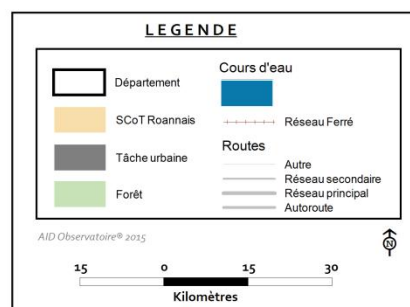 LEGENDE
Département
SCoT Roannais
Tâche urbaine
Forêt
Cours d'eau
Réseau Ferré
Routes
Autre
Réseau secondaire
Réseau principal
Autoroute
AID Observatoire® 2015
N
15 0 15 30
Kilomètres